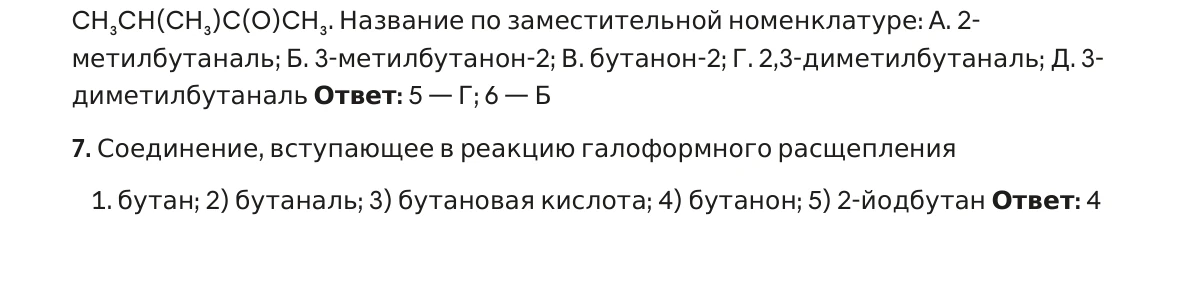 CH₃CH(CH₃)C(O)CH₃. Название по заместительной номенклатуре: А. 2-
метилбутаналь; Б. 3-метилбутанон-2; В. бутанон-2; Г. 2,3-диметилбутаналь; Д. 3-
диметилбутаналь Ответ: 5 — Г; 6 — Б
7. Соединение, вступающее в реакцию галоформного расщепления
1. бутан; 2) бутаналь; 3) бутановая кислота; 4) бутанон; 5) 2-йодбутан Ответ: 4